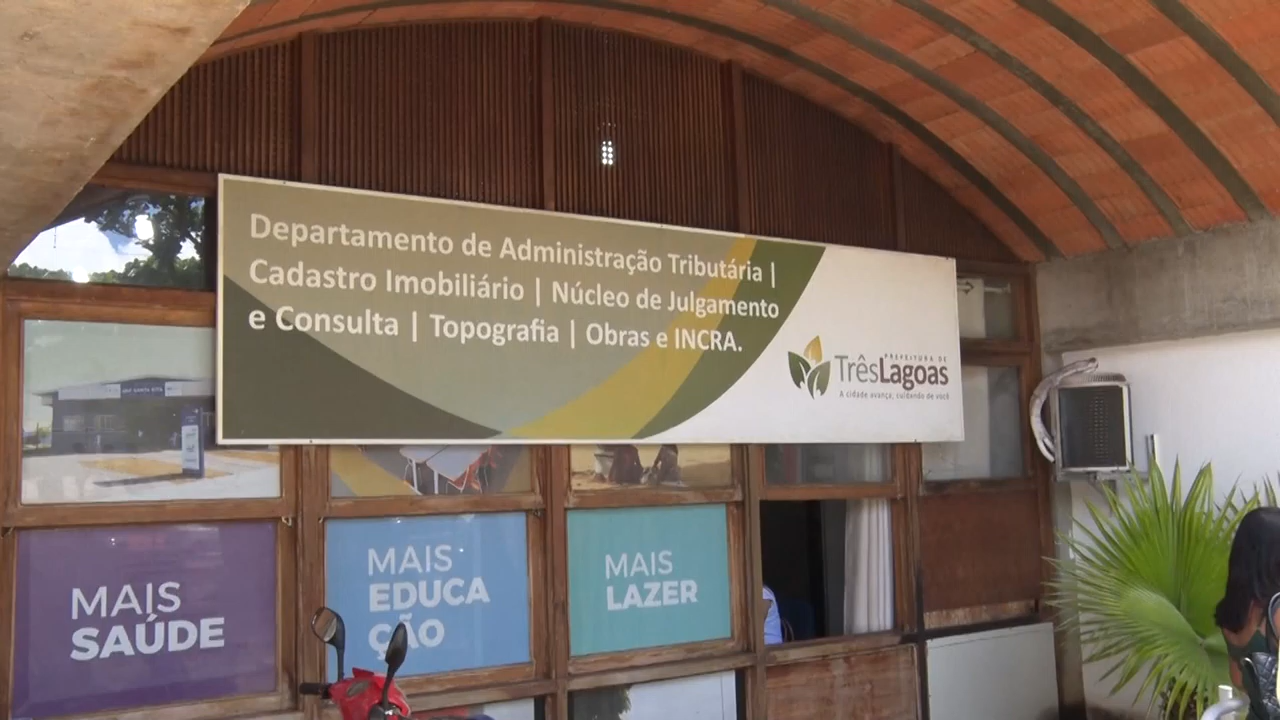 Departamento de Administração Tributária |
Cadastro Imobiliário | Núcleo de Julgamento
e Consulta | Topografia | Obras e INCRA.
PREFEITURA DE
TrêsLagoas
A cidade avança, cuidando de você
MAIS
SAÚDE
MAIS
EDUCA
ÇÃO
MAIS
LAZER